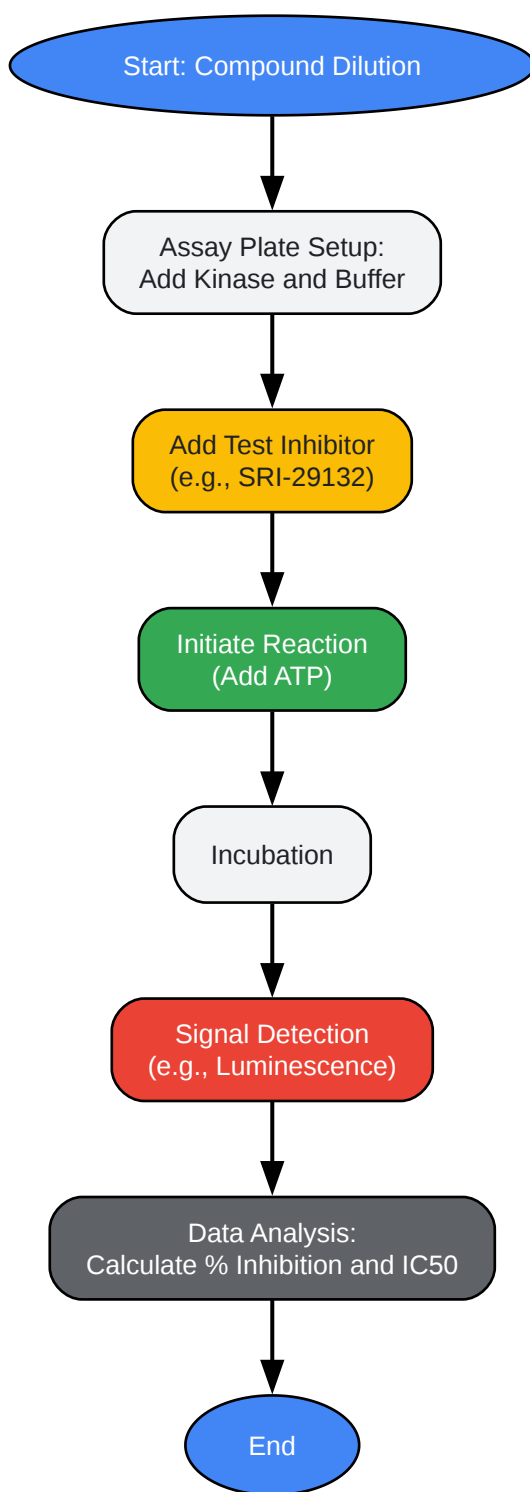 Start: Compound Dilution
Assay Plate Setup:
Add Kinase and Buffer
Add Test Inhibitor
(e.g., SRI-29132)
Initiate Reaction
(Add ATP)
Incubation
Signal Detection
(e.g., Luminescence)
Data Analysis:
Calculate % Inhibition and IC50
End